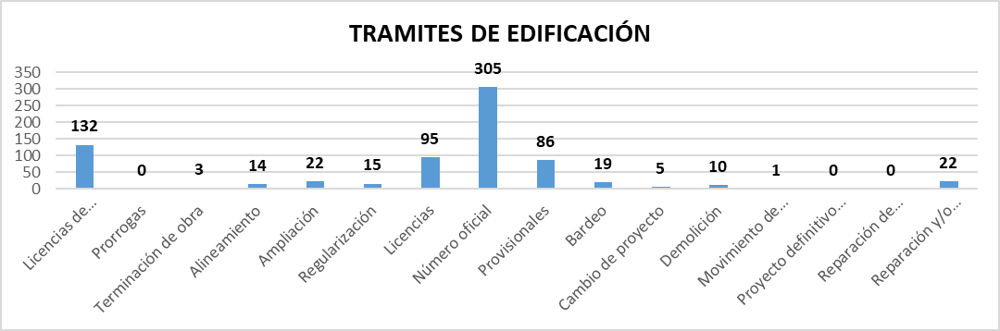 TRAMITES DE EDIFICACIÓN
350
300
250
200
150
100
50
0
132
0
3
14
22
15
95
305
86
19
5
10
1
0
0
22
Licencias de...
Prorrogas
Terminación de obra
Alineamiento
Ampliación
Regularización
Licencias
Número oficial
Provisionales
Bardeo
Cambio de proyecto
Demolición
Movimiento de...
Proyecto definitivo...
Reparación de...
Reparación y/o...